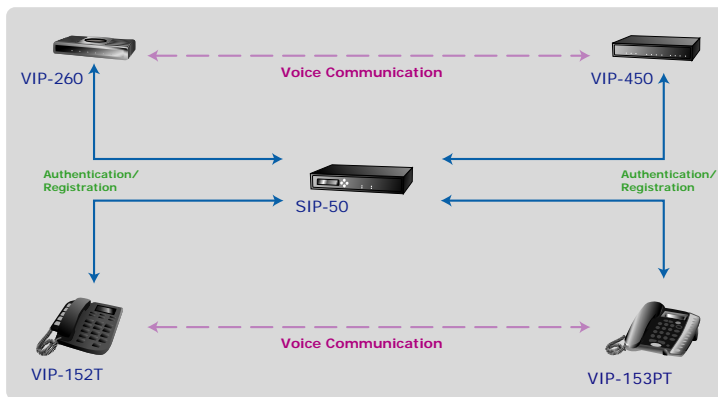 VIP-260
Voice Communication
VIP-450
Authentication/
Registration
Authentication/
Registration
SIP-50
Voice Communication
VIP-152T
VIP-153PT